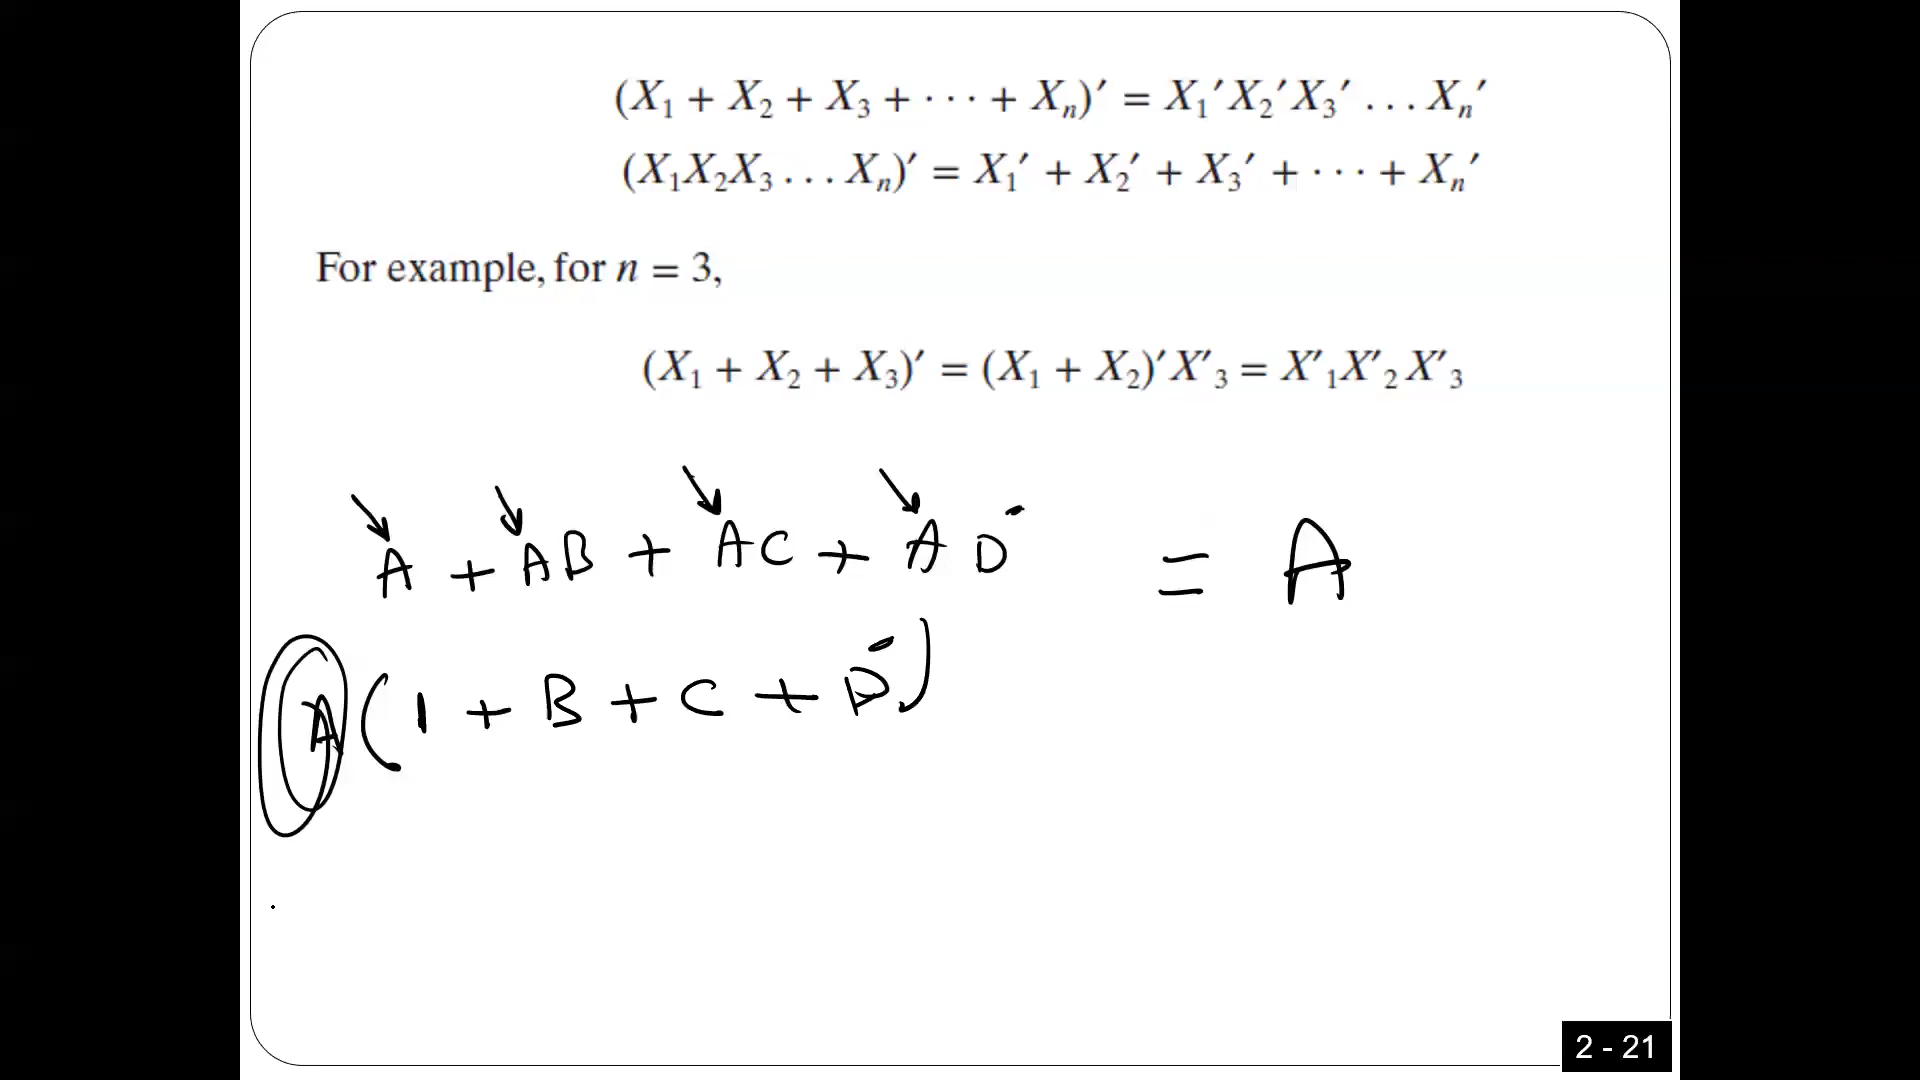 (X₁ + X₂ + X₃ + ··· + Xₙ)′ = X₁′X₂′X₃′ ... Xₙ′
(X₁X₂X₃ ... Xₙ)′ = X₁′ + X₂′ + X₃′ + ··· + Xₙ′
For example, for n = 3,
(X₁ + X₂ + X₃)′ = (X₁ + X₂)′X′₃ = X′₁X′₂X′₃
A + AB + AC + AD′ = A
A(1 + B + C + D′)
2 - 21